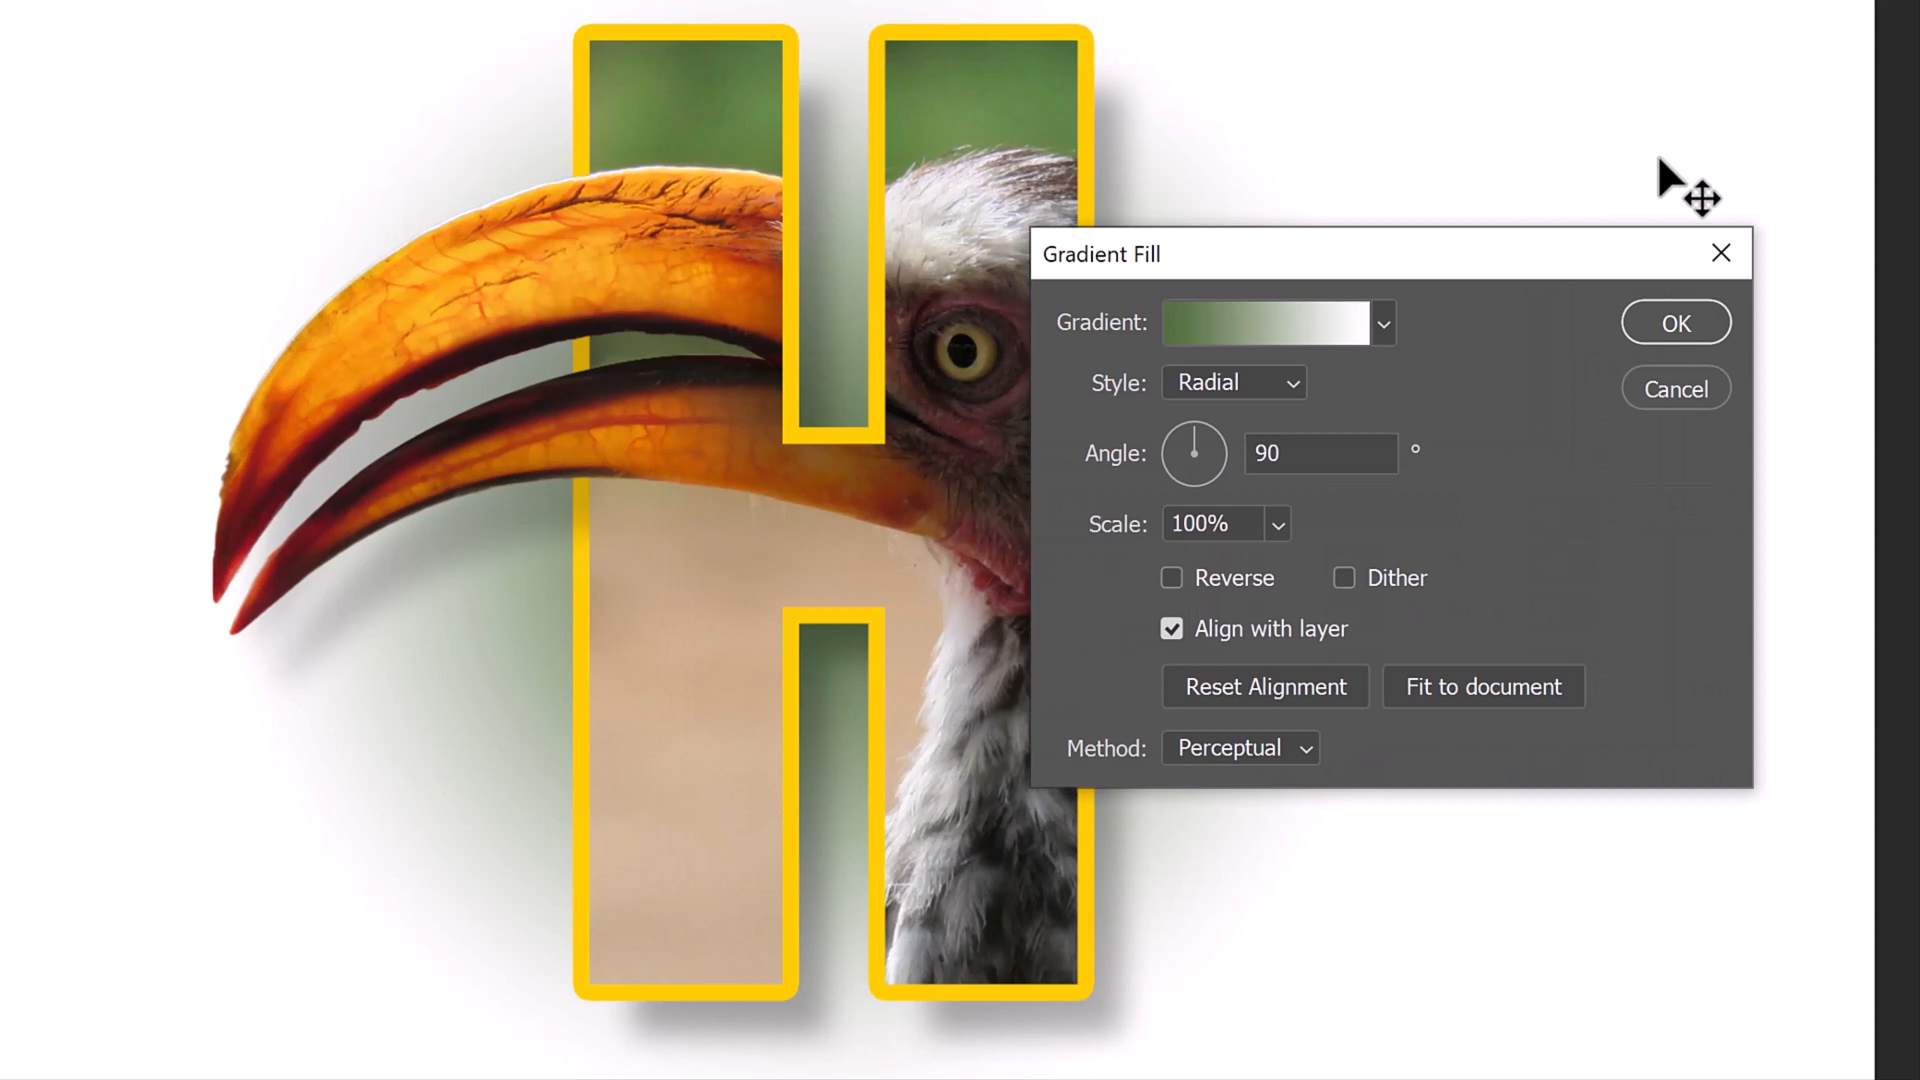 H
Gradient Fill
Gradient:
OK
Style: Radial
Cancel
Angle: 90 °
Scale: 100%
Reverse Dither
Align with layer
Reset Alignment Fit to document
Method: Perceptual